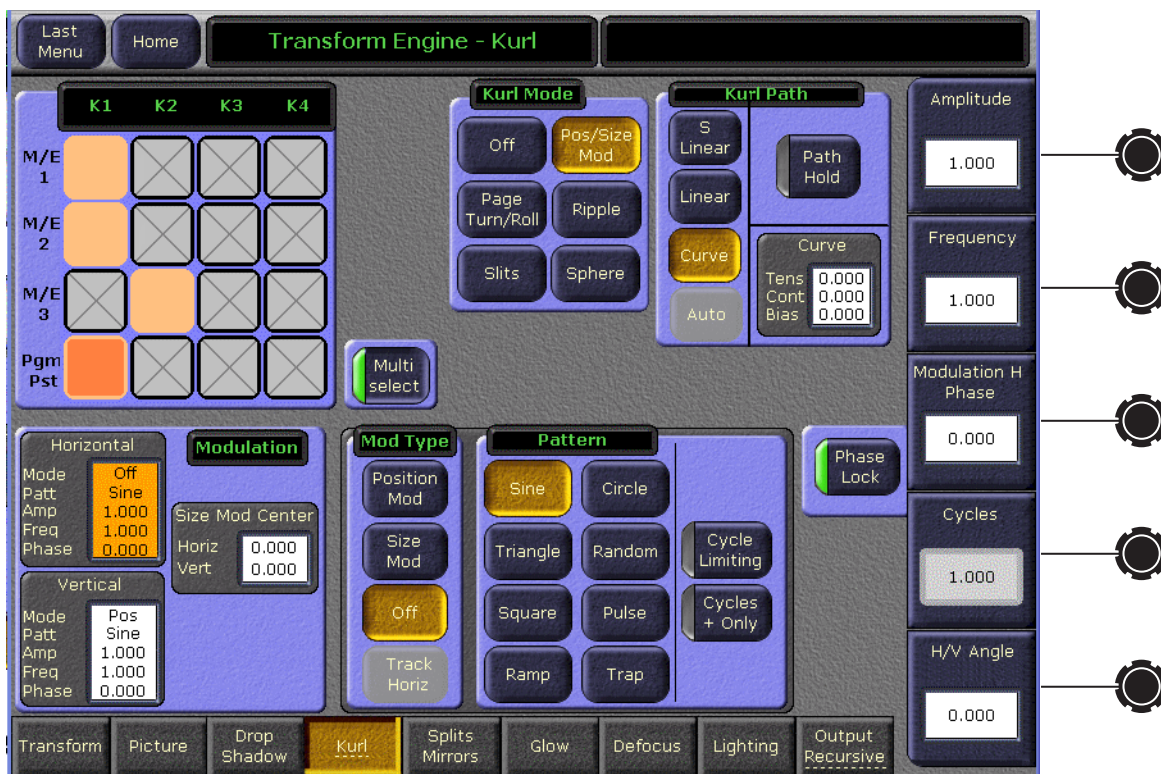 Last
Menu
Home
Transform Engine - Kurl
K1 K2 K3 K4
M/E
1
M/E
2
M/E
3
Pgm
Pst
Multi
select
Kurl Mode
Off
Pos/Size
Mod
Page
Turn/Roll
Ripple
Slits
Sphere
Kurl Path
S
Linear
Linear
Curve
Auto
Path
Hold
Curve
Tens 0.000
Cont 0.000
Bias 0.000
Amplitude
1.000
Frequency
1.000
Modulation H
Phase
0.000
Cycles
1.000
H/V Angle
0.000
Horizontal
Mode Off
Patt Sine
Amp 1.000
Freq 1.000
Phase 0.000
Vertical
Mode Pos
Patt Sine
Amp 1.000
Freq 1.000
Phase 0.000
Modulation
Size Mod Center
Horiz 0.000
Vert 0.000
Mod Type
Position
Mod
Size
Mod
Off
Track
Horiz
Pattern
Sine
Circle
Triangle
Random
Square
Pulse
Ramp
Trap
Cycle
Limiting
Cycles
+ Only
Phase
Lock
Transform
Picture
Drop
Shadow
Kurl
Splits
Mirrors
Glow
Defocus
Lighting
Output
Recursive